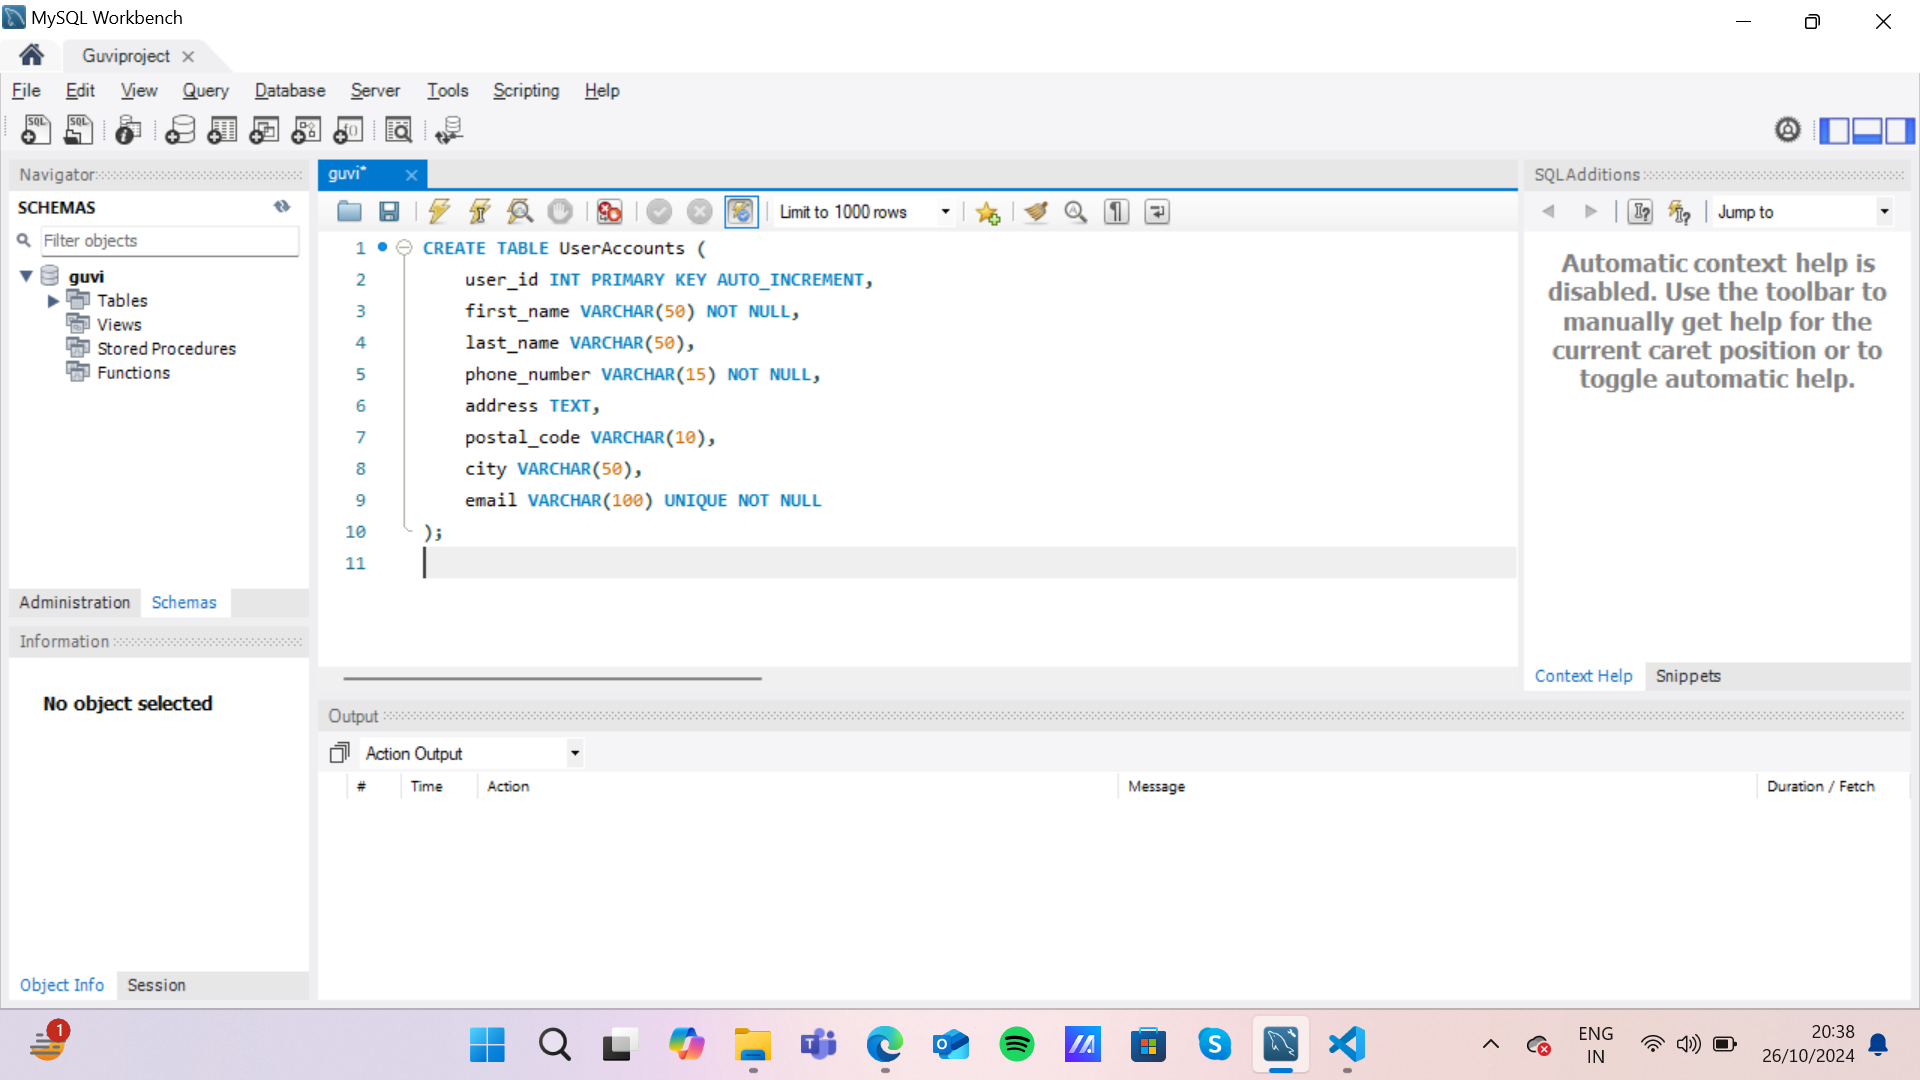 MySQL Workbench
Guviproject
File Edit View Query Database Server Tools Scripting Help
Navigator
SCHEMAS
Filter objects
guvi
Tables
Views
Stored Procedures
Functions
Administration Schemas
Information
No object selected
Object Info Session
guvi*
Limit to 1000 rows
1 CREATE TABLE UserAccounts (
2 user_id INT PRIMARY KEY AUTO_INCREMENT,
3 first_name VARCHAR(50) NOT NULL,
4 last_name VARCHAR(50),
5 phone_number VARCHAR(15) NOT NULL,
6 address TEXT,
7 postal_code VARCHAR(10),
8 city VARCHAR(50),
9 email VARCHAR(100) UNIQUE NOT NULL
10 );
11
SQLAdditions
Jump to
Automatic context help is
disabled. Use the toolbar to
manually get help for the
current caret position or to
toggle automatic help.
Context Help Snippets
Output
Action Output
# Time Action Message Duration / Fetch
1
ENG
IN
20:38
26/10/2024